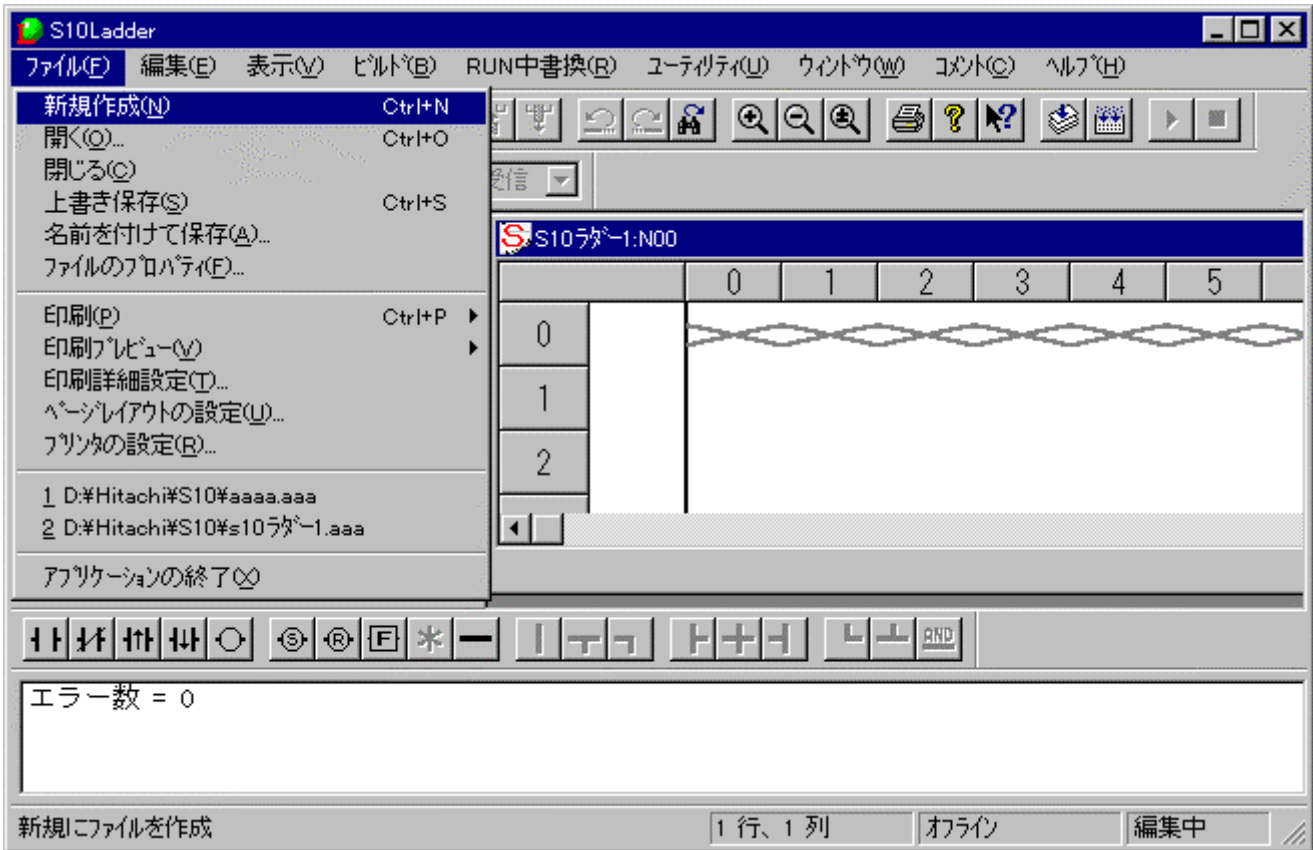 S10Ladder
ﾌｧｲﾙ(F) 編集(E) 表示(V) ﾋﾞﾙﾄﾞ(B) RUN中書換(R) ﾕｰﾃｨﾘﾃｨ(U) ｳｨﾝﾄﾞｳ(W) ｺﾒﾝﾄ(C) ﾍﾙﾌﾟ(H)
新規作成(N) Ctrl+N
開く(O)... Ctrl+O
閉じる(C)
上書き保存(S) Ctrl+S
名前を付けて保存(A)...
ﾌｧｲﾙのﾌﾟﾛﾊﾟﾃｨ(F)...
印刷(P) Ctrl+P
印刷ﾌﾟﾚﾋﾞｭｰ(V)
印刷詳細設定(T)...
ﾍﾟｰｼﾞﾚｲｱｳﾄの設定(U)...
ﾌﾟﾘﾝﾀの設定(R)...
1 D:¥Hitachi¥S10¥aaaa.aaa
2 D:¥Hitachi¥S10¥s10ﾗﾀﾞｰ1.aaa
ｱﾌﾟﾘｹｰｼｮﾝの終了(X)
受信
S10ﾗﾀﾞｰ1:N00
0 1 2 3 4 5
0
1
2
S R F AND
エラー数 = 0
新規にﾌｧｲﾙを作成 1 行、1 列 ｵﾌﾗｲﾝ 編集中